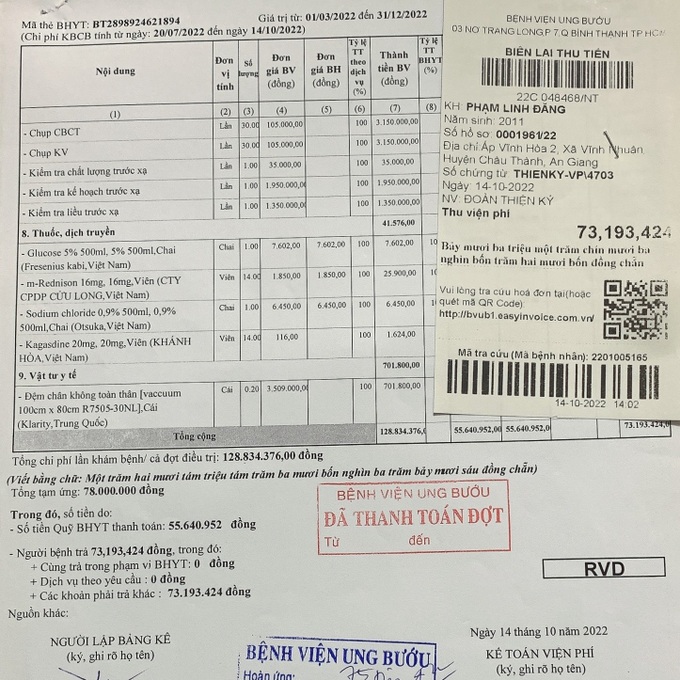 Mã thẻ BHYT: BT2898924621894
Giá trị từ: 01/03/2022 đến 31/12/2022
(Chi phí KBCB tính từ ngày: 20/07/2022 đến ngày 14/10/2022)
Nội dung | Đơn vị tính | Số lượng | Đơn giá BV (đồng) | Đơn giá BH (đồng) | Tỷ lệ TT theo dịch vụ (%) | Thành tiền BV (đồng) | Tỷ lệ TT BHYT (%)
(1) (2) (3) (4) (5) (6) (7) (8)
- Chụp CBCT Lần 30.00 105.000,00 100 3.150.000,00
- Chụp KV Lần 30.00 105.000,00 100 3.150.000,00
- Kiểm tra chất lượng trước xạ Lần 1.00 35.000,00 100 35.000,00
- Kiểm tra kế hoạch trước xạ Lần 1.00 1.950.000,00 100 1.950.000,00
- Kiểm tra liều trước xạ Lần 1.00 1.350.000,00 100 1.350.000,00
8. Thuốc, dịch truyền 41.576,00
- Glucose 5% 500ml, 5% 500ml,Chai Chai 1.00 7.602,00 7.602,00 100 7.602,00
(Fresenius kabi,Việt Nam)
- m-Rednison 16mg, 16mg,Viên (CTY Viên 14.00 1.850,00 1.850,00 100 25.900,00
CPDP CỬU LONG,Việt Nam)
- Sodium chloride 0,9% 500ml, 0,9% Chai 1.00 6.450,00 6.450,00 100 6.450,00
500ml,Chai (Otsuka,Việt Nam)
- Kagasdine 20mg, 20mg,Viên (KHÁNH Viên 14.00 116,00 100 1.624,00
HÒA,Việt Nam)
9. Vật tư y tế 701.800,00
- Đệm chân không toàn thân [vaccuum Cái 0.20 3.509.000,00 100 701.800,00
100cm x 80cm R7505-30NL],Cái
(Klarity,Trung Quốc)
Tổng cộng 128.834.376,00 55.640.952,00 55.640.952,00 73.193.424,0
Tổng chi phí lần khám bệnh/ cả đợt điều trị: 128.834.376,00 đồng
(Viết bằng chữ: Một trăm hai mươi tám triệu tám trăm ba mươi bốn nghìn ba trăm bảy mươi sáu đồng chẵn)
Tổng tạm ứng: 78.000.000 đồng
Trong đó, số tiền do:
- Số tiền Quỹ BHYT thanh toán: 55.640.952 đồng
- Người bệnh trả 73,193,424 đồng, trong đó:
+ Cùng trả trong phạm vi BHYT: 0 đồng
+ Dịch vụ theo yêu cầu : 0 đồng
+ Các khoản phải trả khác : 73.193.424 đồng
Nguồn khác:
BỆNH VIỆN UNG BƯỚU
ĐÃ THANH TOÁN ĐỢT
Từ đến
RVD
NGƯỜI LẬP BẢNG KÊ
(ký, ghi rõ họ tên)
BỆNH VIỆN UNG BƯỚU
Hoàn ứng:
Ngày 14 tháng 10 năm 2022
KẾ TOÁN VIỆN PHÍ
(ký, ghi rõ họ tên)
BỆNH VIỆN UNG BƯỚU
03 NƠ TRANG LONG,P 7,Q BÌNH THẠNH TP HCM
BIÊN LAI THU TIỀN
22C 048468/NT
KH: PHẠM LINH ĐĂNG
Năm sinh: 2011
Số hồ sơ: 0001961/22
Địa chỉ Ấp Vĩnh Hòa 2, Xã Vĩnh Nhuận
Huyện Châu Thành, An Giang
Số chứng từ: THIENKY-VP\4703
Ngày: 14-10-2022
NV: ĐOÀN THIÊN KỶ
Thu viện phí
73,193,424
Bảy mươi ba triệu một trăm chín mươi ba
nghìn bốn trăm hai mươi bốn đồng chẵn
Vui lòng tra cứu hoá đơn tại(hoặc
quét mã QR Code):
http://bvub1.easyinvoice.com.vn/
Mã tra cứu (Mã bệnh nhân): 2201005165
14-10-2022 14:02